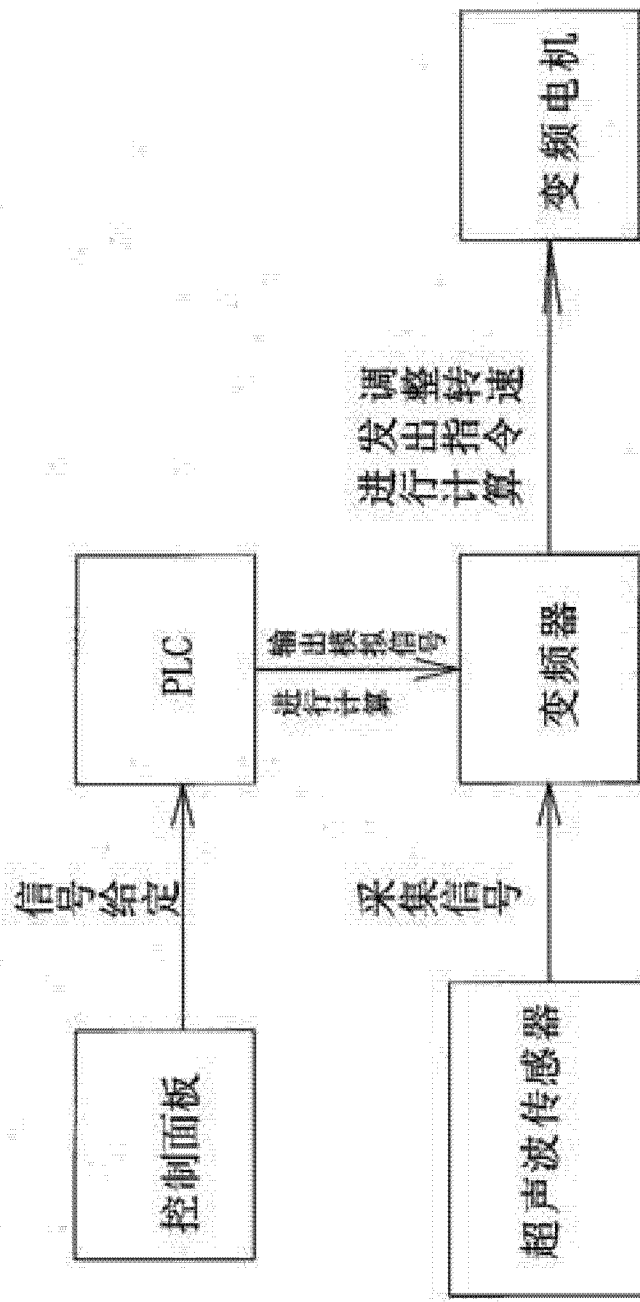 控制面板
信号给定
PLC
进行计算
输出模拟信号
超声波传感器
采集信号
变频器
进行计算
发出指令
调整转速
变频电机